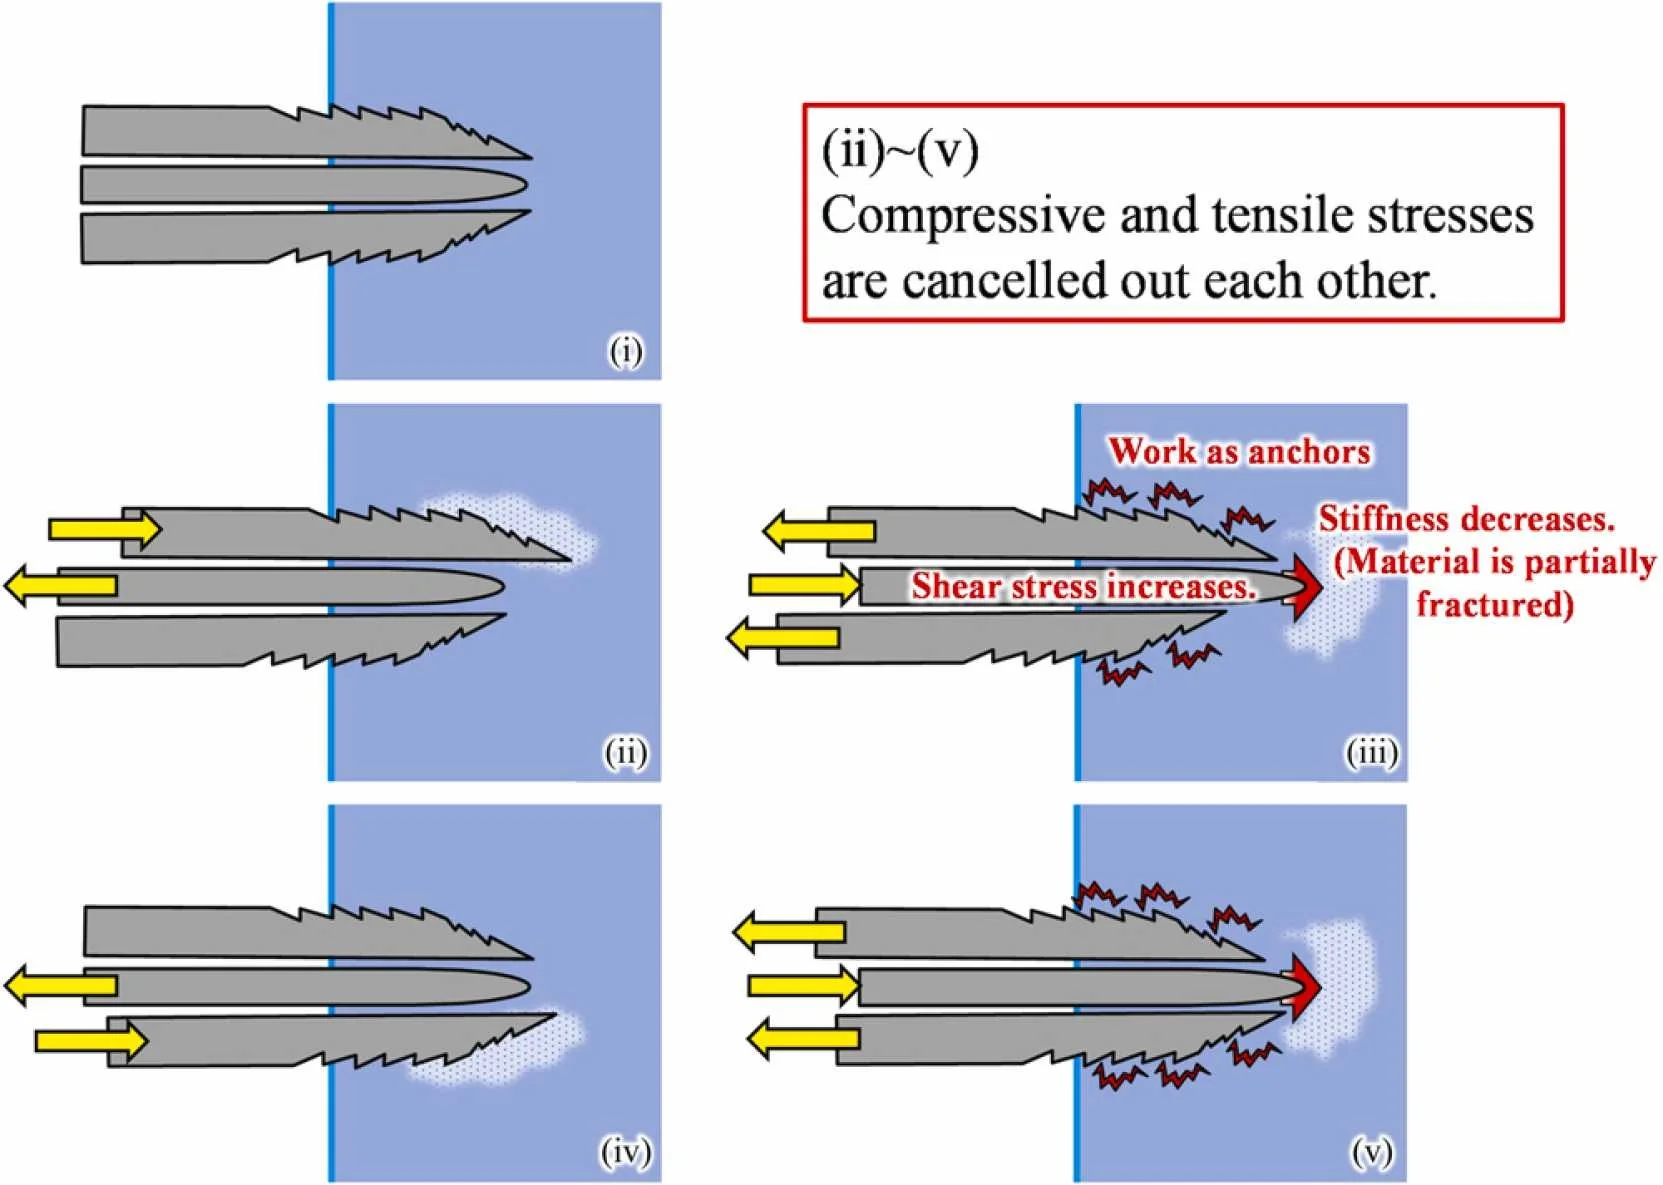 (i)
(ii)~(v)
Compressive and tensile stresses
are cancelled out each other.
(ii)
Work as anchors
Stiffness decreases.
(Material is partially
fractured)
Shear stress increases.
(iii)
(iv)
(v)